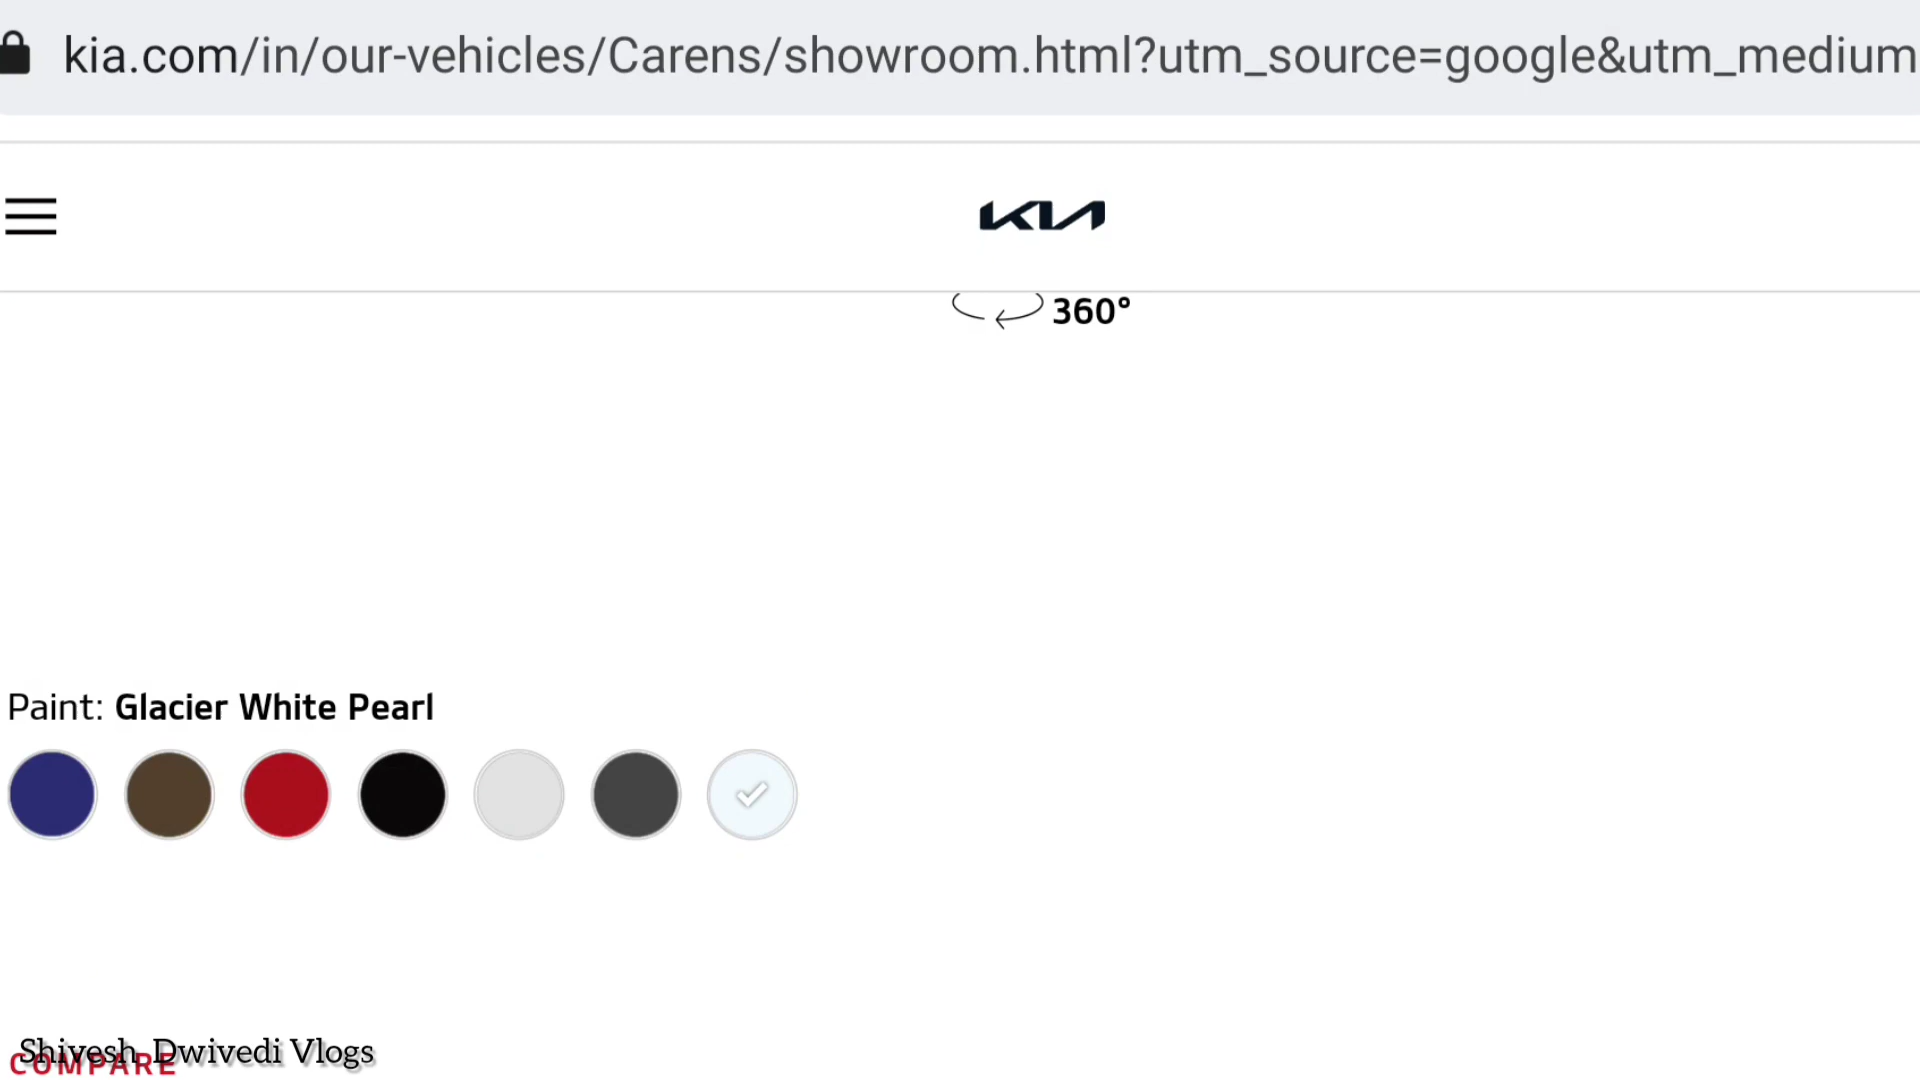 kia.com/in/our-vehicles/Carens/showroom.html?utm_source=google&utm_medium
KIA
360°
Paint: Glacier White Pearl
Shivesh Dwivedi Vlogs
COMPARE